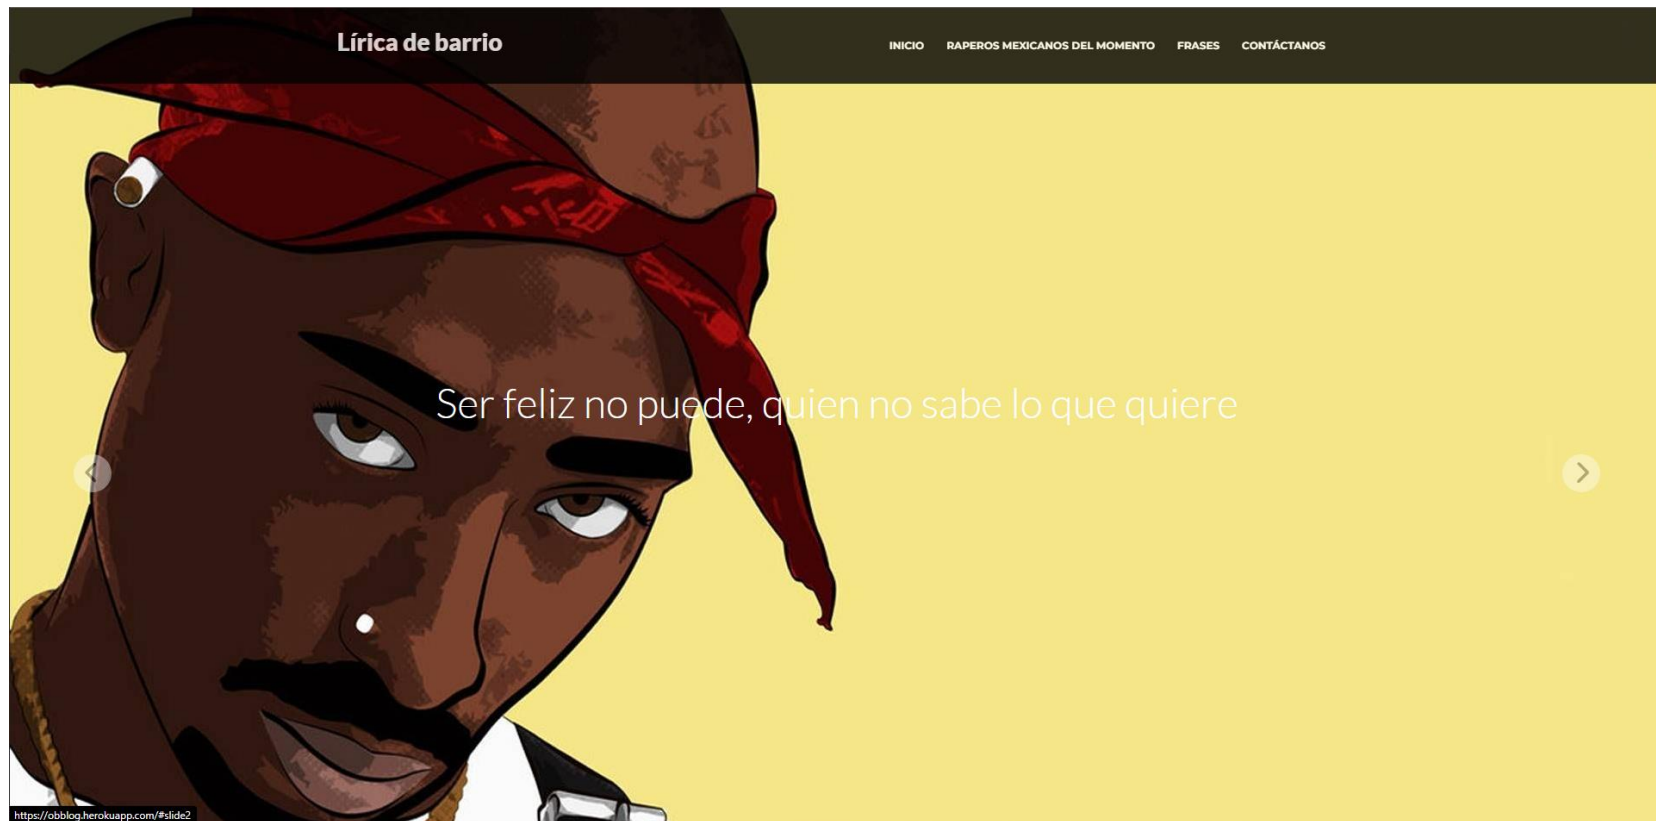 Lírica de barrio
INICIO RAPEROS MEXICANOS DEL MOMENTO FRASES CONTÁCTANOS
Ser feliz no puede, quien no sabe lo que quiere
https://obblog.herokuapp.com/#slide2